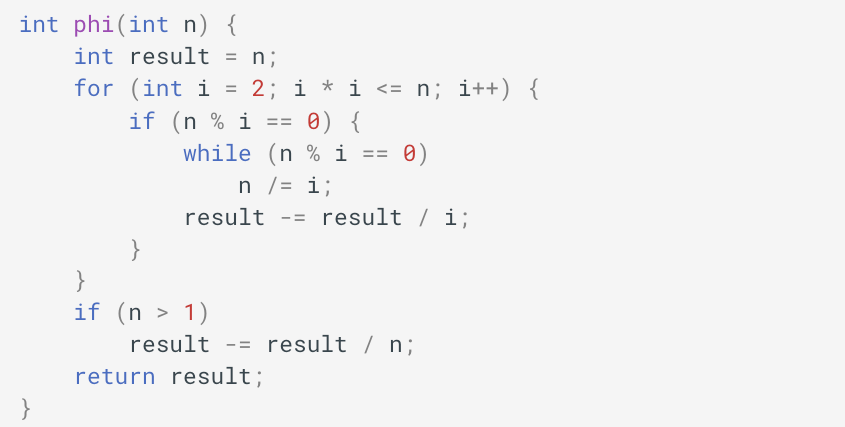 int phi(int n) {
    int result = n;
    for (int i = 2; i * i <= n; i++) {
        if (n % i == 0) {
            while (n % i == 0)
                n /= i;
            result -= result / i;
        }
    }
    if (n > 1)
        result -= result / n;
    return result;
}